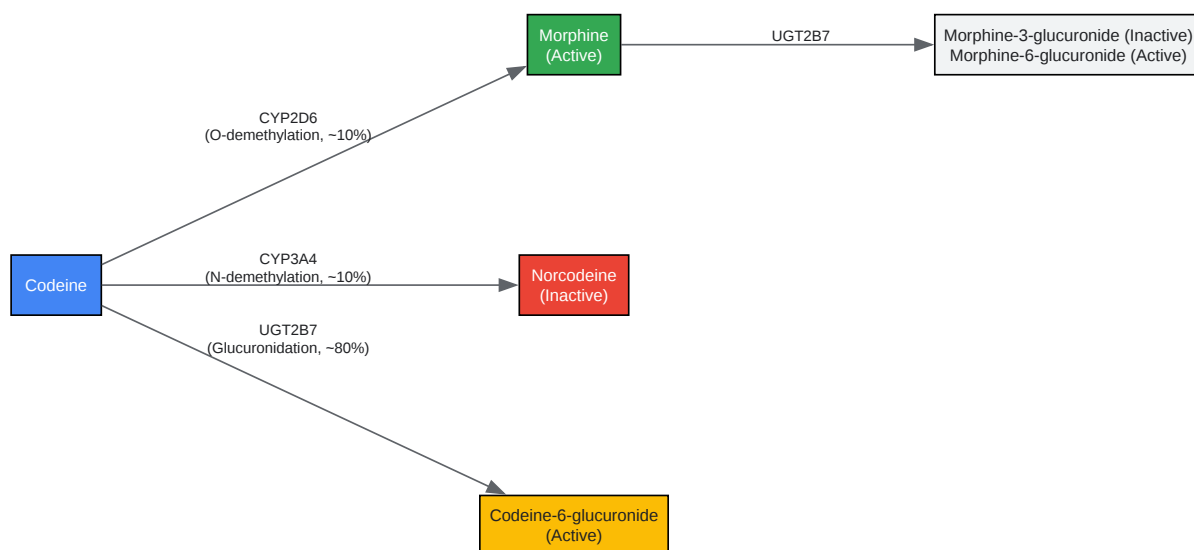 Morphine
(Active)
UGT2B7
Morphine-3-glucuronide (Inactive)
Morphine-6-glucuronide (Active)
CYP2D6
(O-demethylation, ~10%)
Codeine
CYP3A4
(N-demethylation, ~10%)
Norcodeine
(Inactive)
UGT2B7
(Glucuronidation, ~80%)
Codeine-6-glucuronide
(Active)